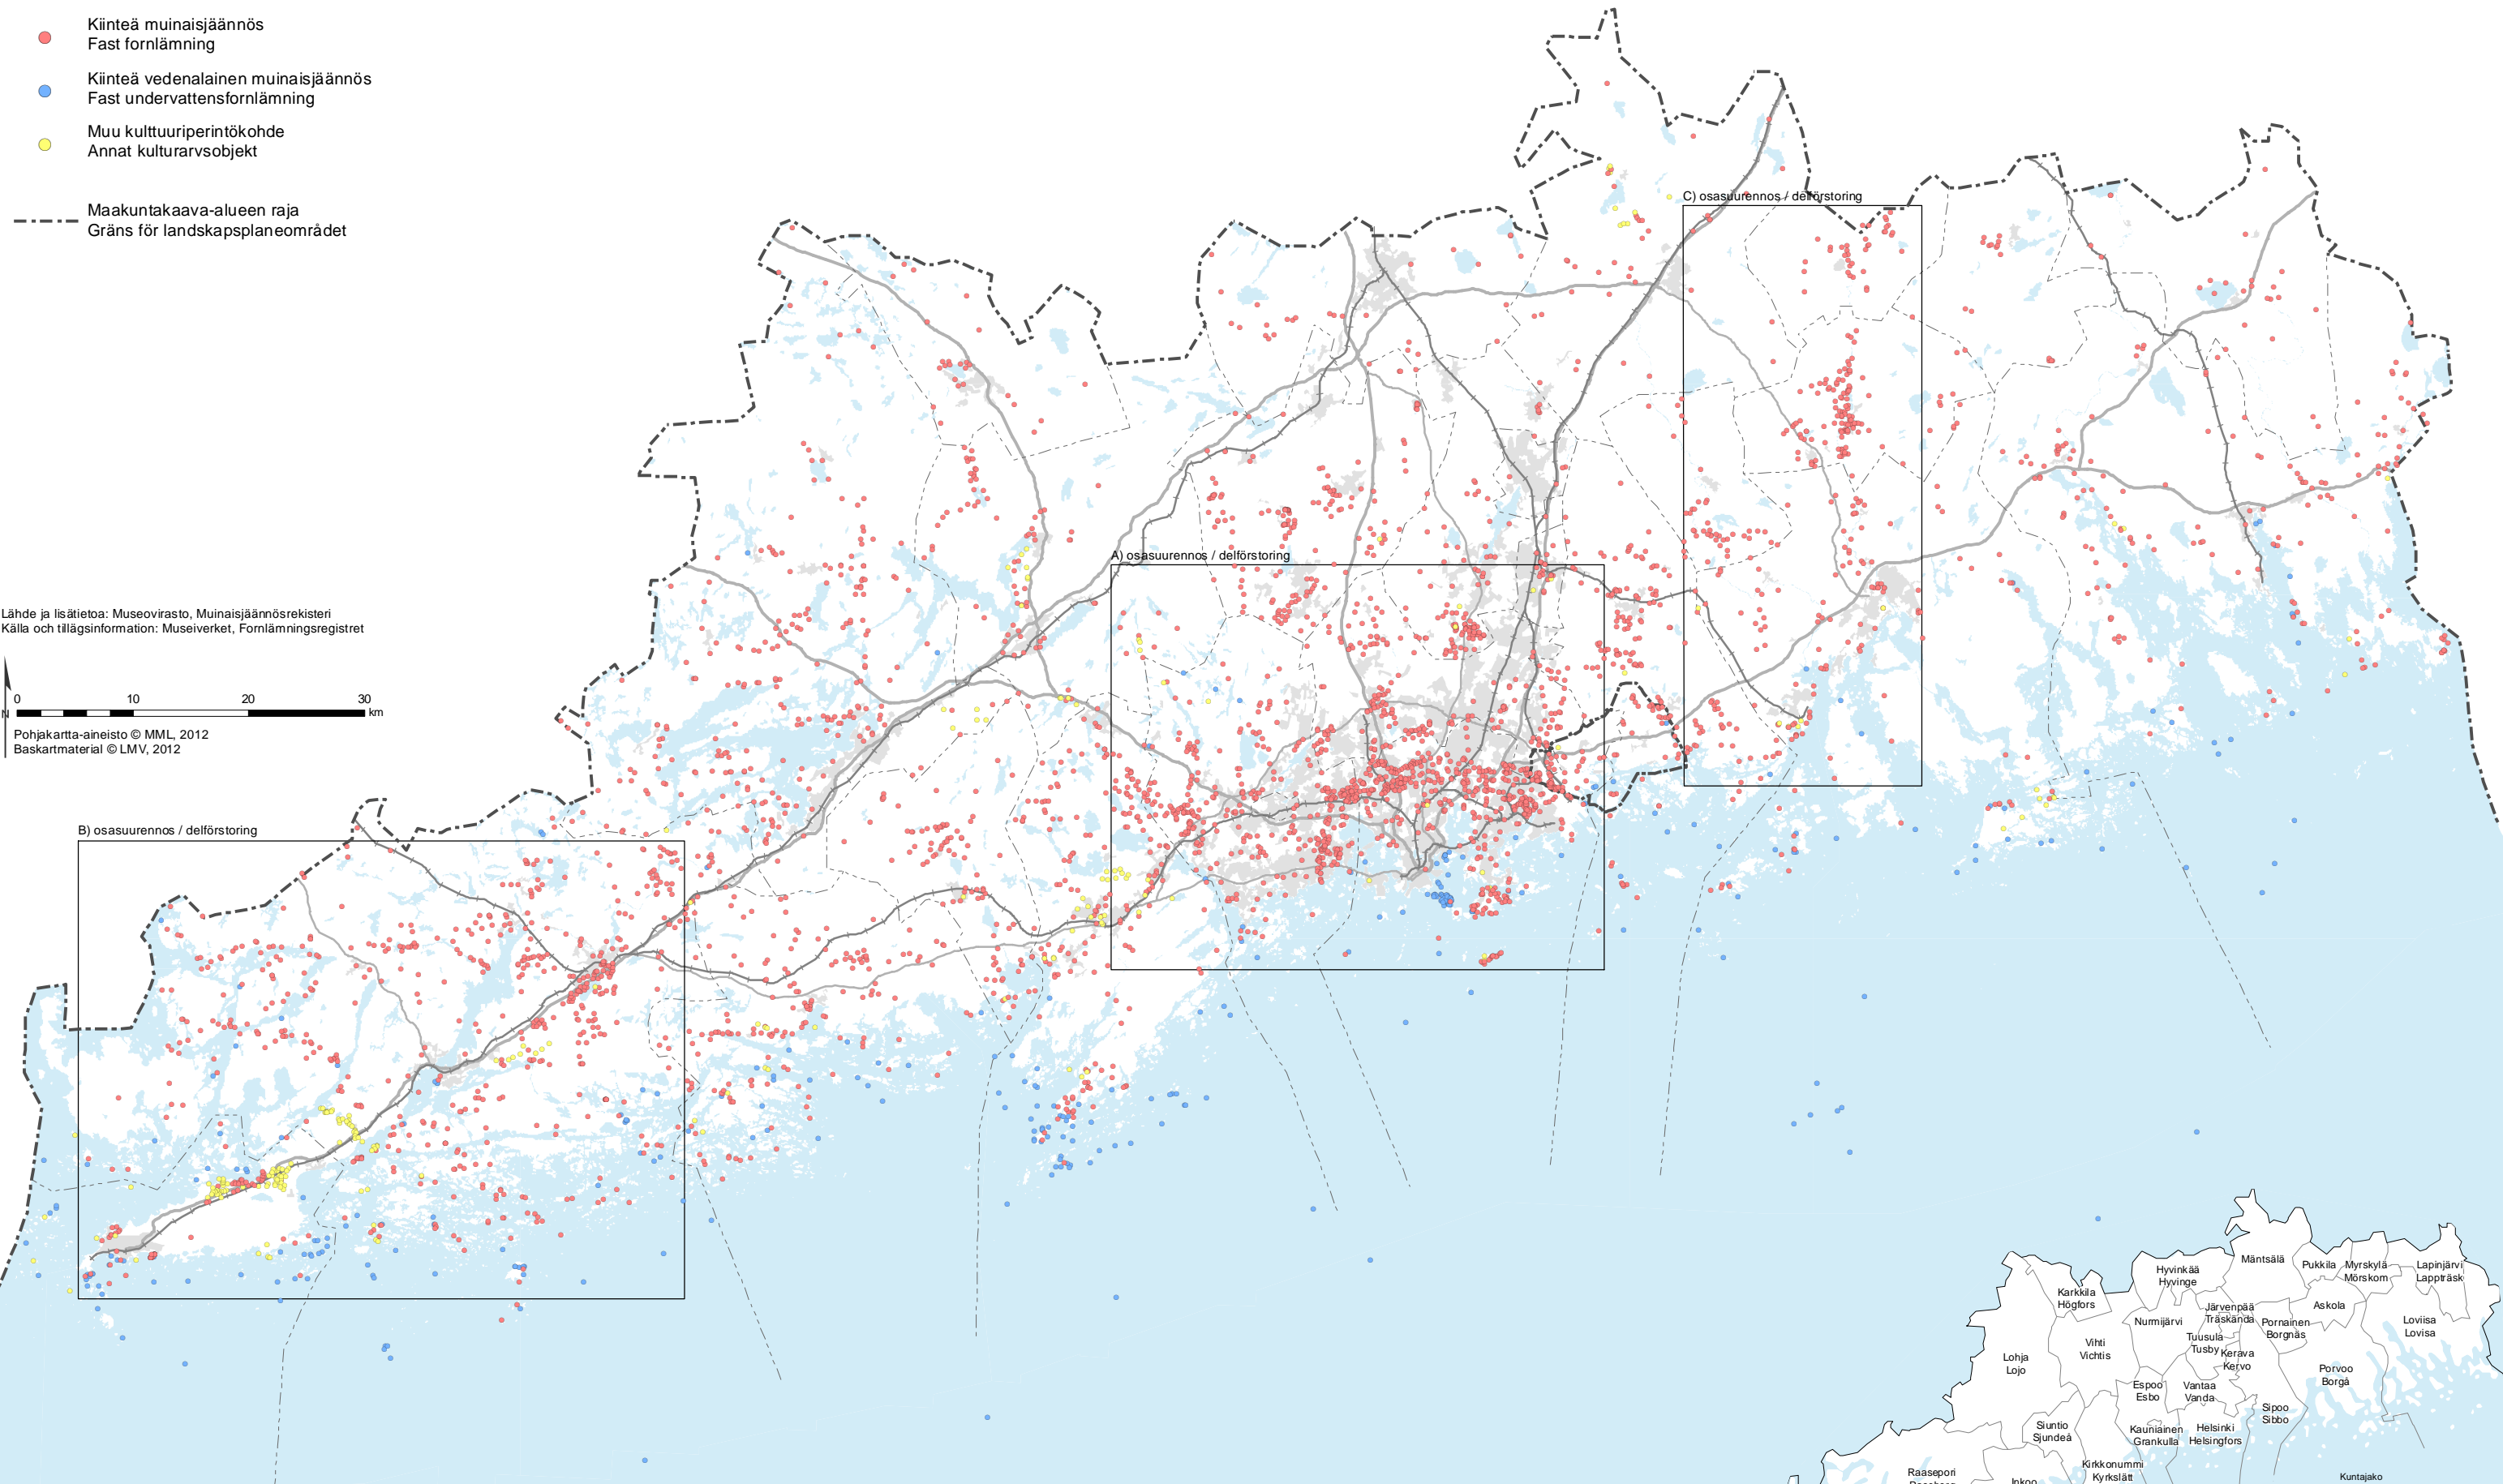 Kiinteä muinaisjäännös
Fast fornlämning
Kiinteä vedenalainen muinaisjäännös
Fast undervattensfornlämning
Muu kulttuuriperintökohde
Annat kulturarvsobjekt
Maakuntakaava-alueen raja
Gräns för landskapsplaneområdet
C) osasuurennos / delförstoring
A) osasuurennos / delförstoring
Lähde ja lisätietoa: Museovirasto, Muinaisjäännösrekisteri
Källa och tillägsinformation: Museiverket, Fornlämningsregistret
0 10 20 30
km
N
Pohjakartta-aineisto © MML, 2012
Baskartmaterial © LMV, 2012
B) osasuurennos / delförstoring
Mäntsälä
Pukkila
Myrskylä
Mörskom
Lapinjärvi
Lappträsk
Hyvinkää
Hyvinge
Karkkila
Högfors
Järvenpää
Träskända
Askola
Nurmijärvi
Pornainen
Borgnäs
Loviisa
Lovisa
Tuusula
Tusby
Vihti
Vichtis
Kerava
Kervo
Lohja
Lojo
Porvoo
Borgå
Espoo
Esbo
Vantaa
Vanda
Sipoo
Sibbo
Siuntio
Sjundeå
Kauniainen
Grankulla
Helsinki
Helsingfors
Kirkkonummi
Kyrkslätt
Raasepori
Inkoo
Kuntajako